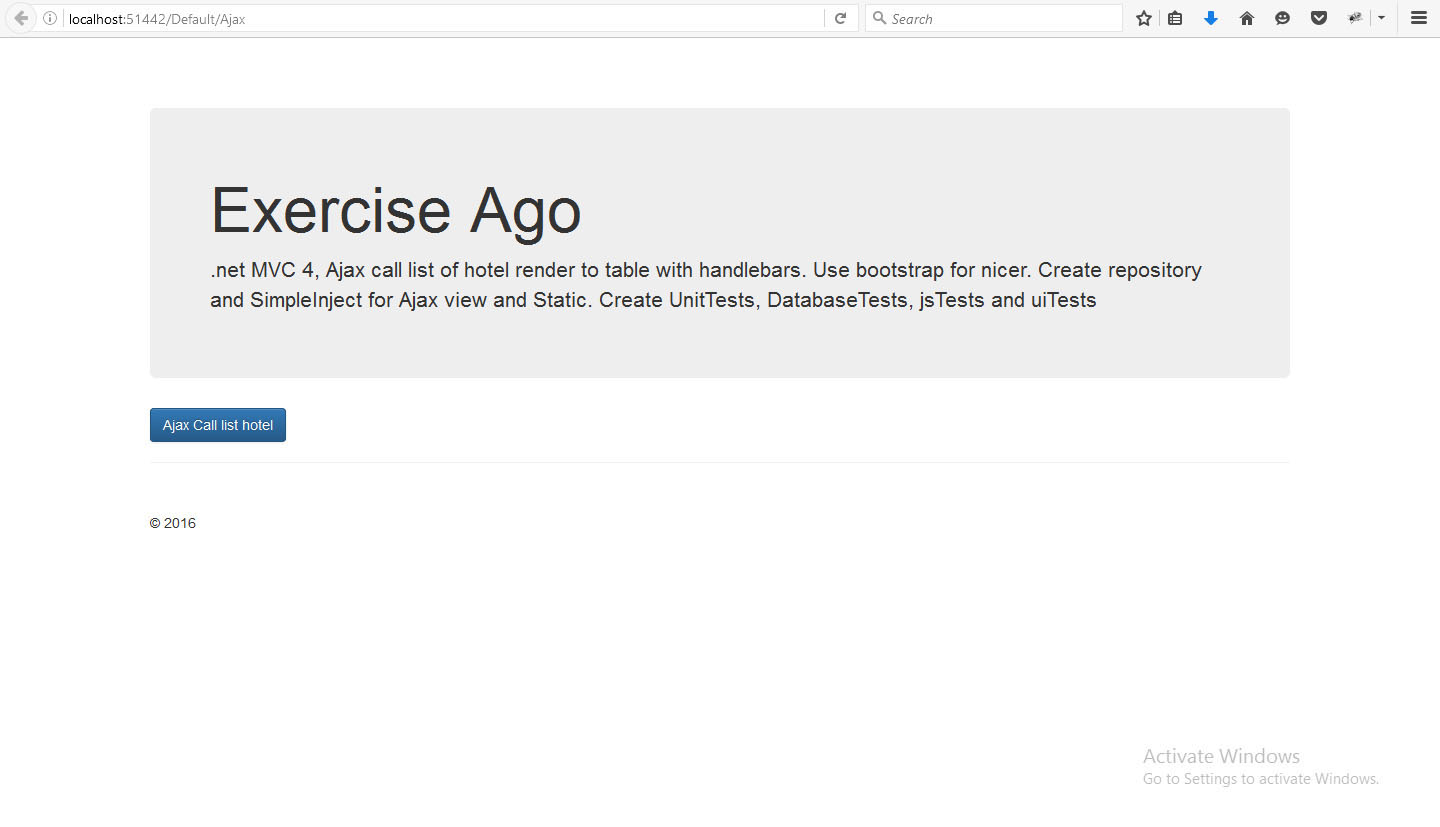 localhost:51442/Default/Ajax
Search
Exercise Ago
.net MVC 4, Ajax call list of hotel render to table with handlebars. Use bootstrap for nicer. Create repository
and SimpleInject for Ajax view and Static. Create UnitTests, DatabaseTests, jsTests and uiTests
Ajax Call list hotel
© 2016
Activate Windows
Go to Settings to activate Windows.